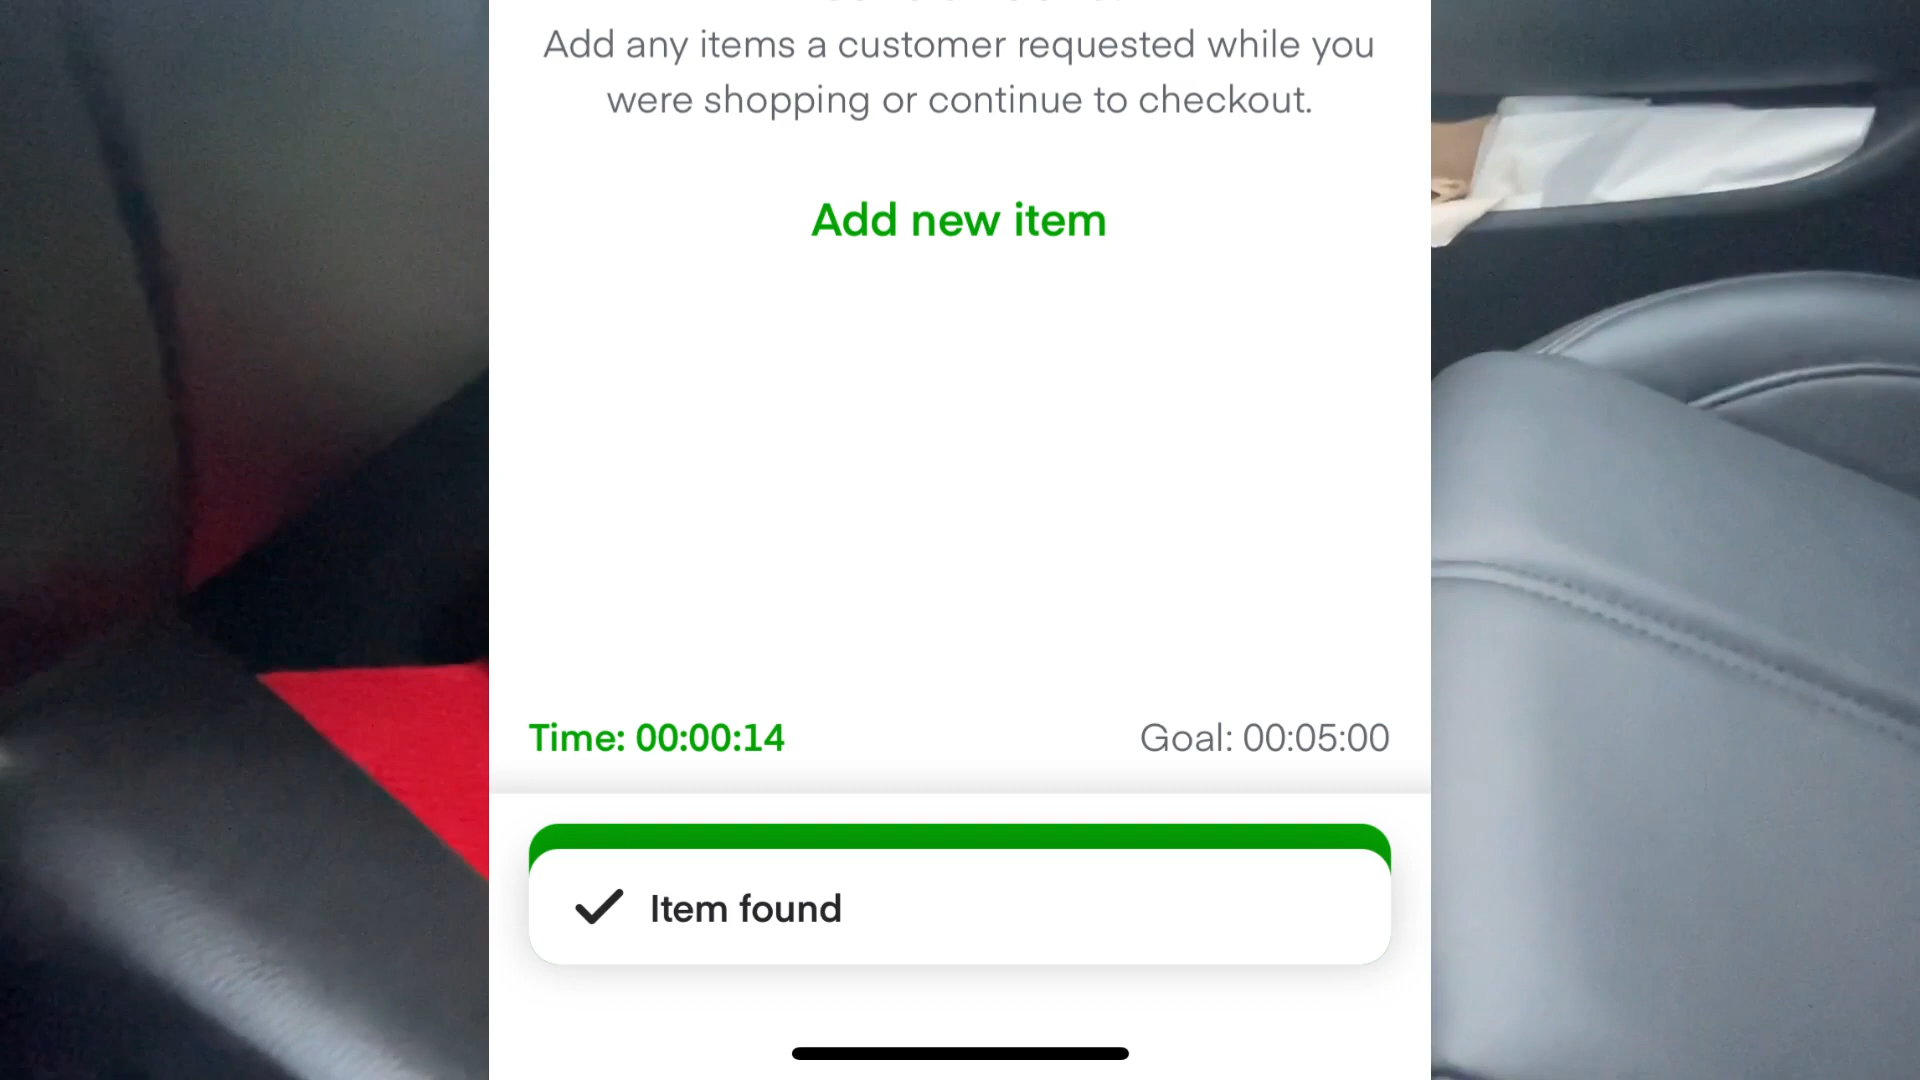 Add any items a customer requested while you
were shopping or continue to checkout.
Add new item
Time: 00:00:14
Goal: 00:05:00
Item found